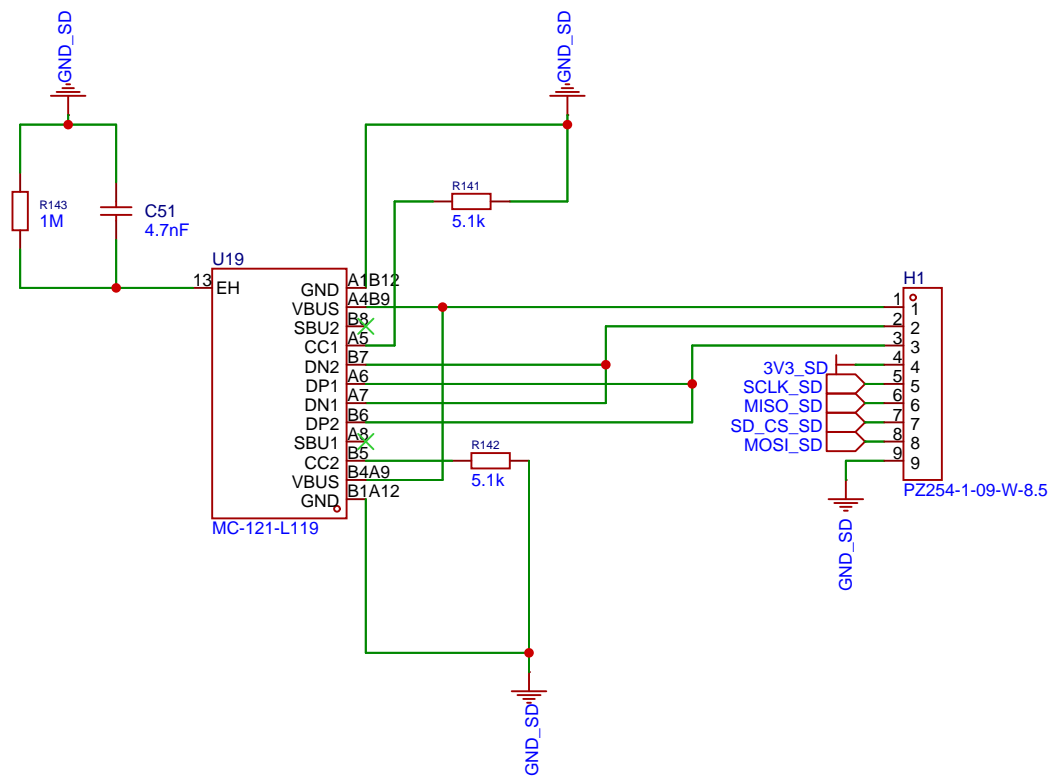 GND_SD
GND_SD
R143
1M
C51
4.7nF
R141
5.1k
U19
13
EH
GND
A1B12
VBUS
A4B9
SBU2
B8
CC1
A5
DN2
B7
DP1
A6
DN1
A7
DP2
B6
SBU1
A8
CC2
B5
VBUS
B4A9
GND
B1A12
MC-121-L119
R142
5.1k
GND_SD
H1
1 1
2 2
3 3
3V3_SD 4 4
SCLK_SD 5 5
MISO_SD 6 6
SD_CS_SD 7 7
MOSI_SD 8 8
9 9
PZ254-1-09-W-8.5
GND_SD